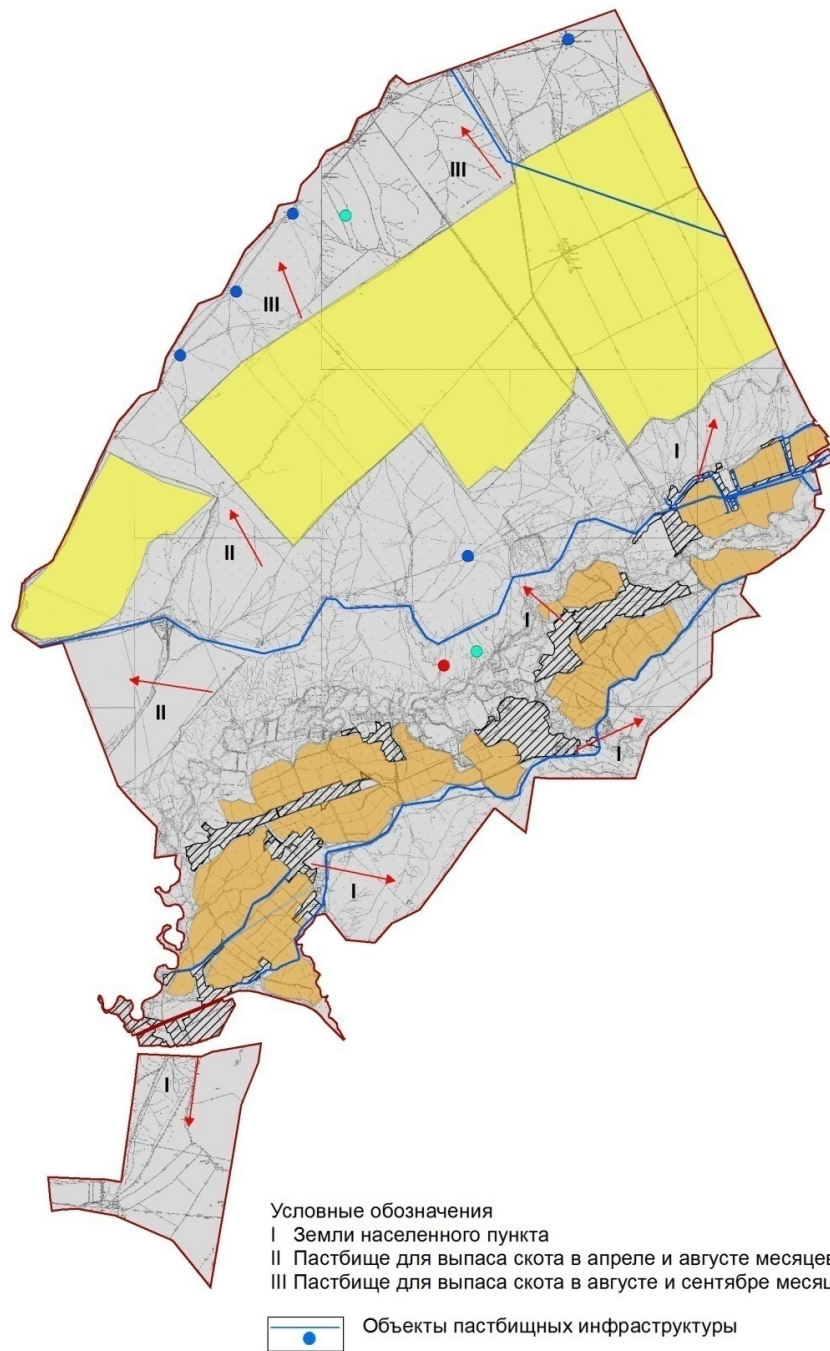 III
III
I
II
I
II
I
I
I
Условные обозначения
I Земли населенного пункта
II Пастбище для выпаса скота в апреле и августе месяцев
III Пастбище для выпаса скота в августе и сентябре месяц
Объекты пастбищных инфраструктуры